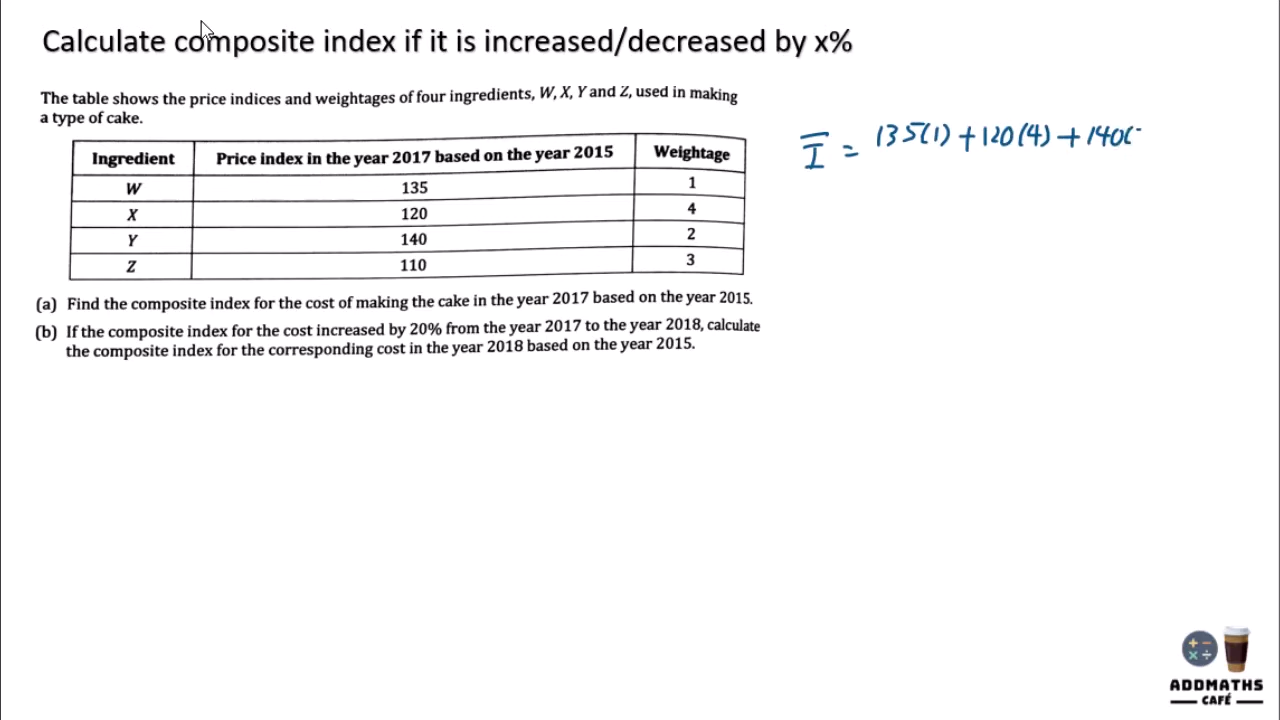 Calculate composite index if it is increased/decreased by x%
The table shows the price indices and weightages of four ingredients, W, X, Y and Z, used in making
a type of cake.
Ingredient Price index in the year 2017 based on the year 2015 Weightage
W 135 1
X 120 4
Y 140 2
Z 110 3
(a) Find the composite index for the cost of making the cake in the year 2017 based on the year 2015.
(b) If the composite index for the cost increased by 20% from the year 2017 to the year 2018, calculate
the composite index for the corresponding cost in the year 2018 based on the year 2015.
Ī = 135(1) + 120(4) + 140(
+ −
× ÷
ADDMATHS
CAFÉ